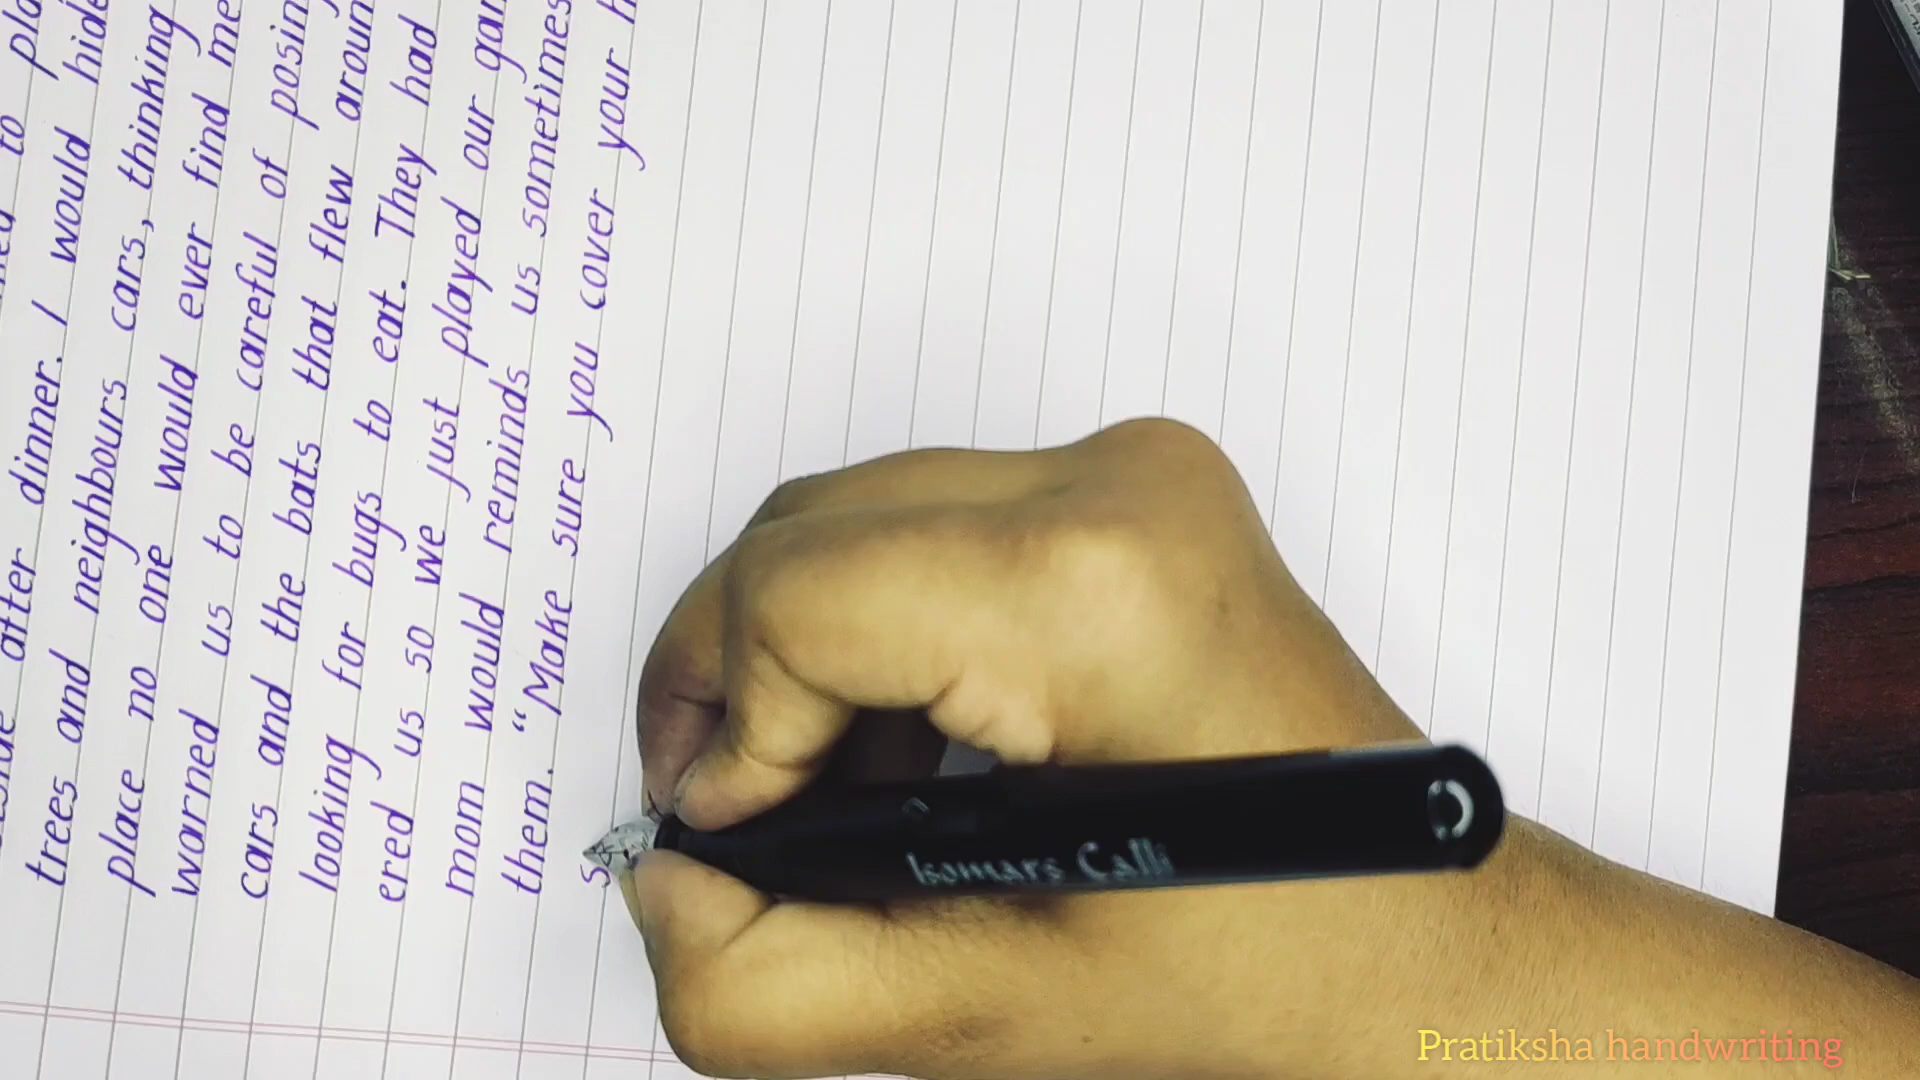 to pla
after dinner. I would hide
trees and neighbours cars, thinking
place no one would ever find me
warned us to be careful of posin
cars and the bats that flew aroun
looking for bugs to eat. They had
ered us so we just played our gam
mom would reminds us sometimes
them. "Make sure you cover your h
s
Isomars Calli
Pratiksha handwriting